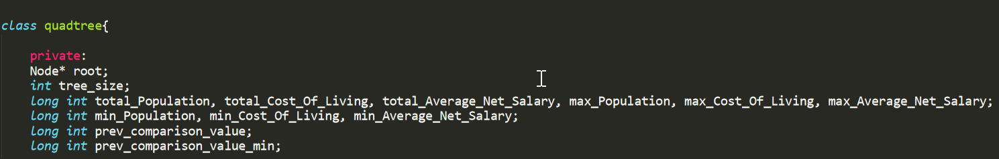 class quadtree{
private:
Node* root;
int tree_size;
long int total_Population, total_Cost_Of_Living, total_Average_Net_Salary, max_Population, max_Cost_Of_Living, max_Average_Net_Salary;
long int min_Population, min_Cost_Of_Living, min_Average_Net_Salary;
long int prev_comparison_value;
long int prev_comparison_value_min;